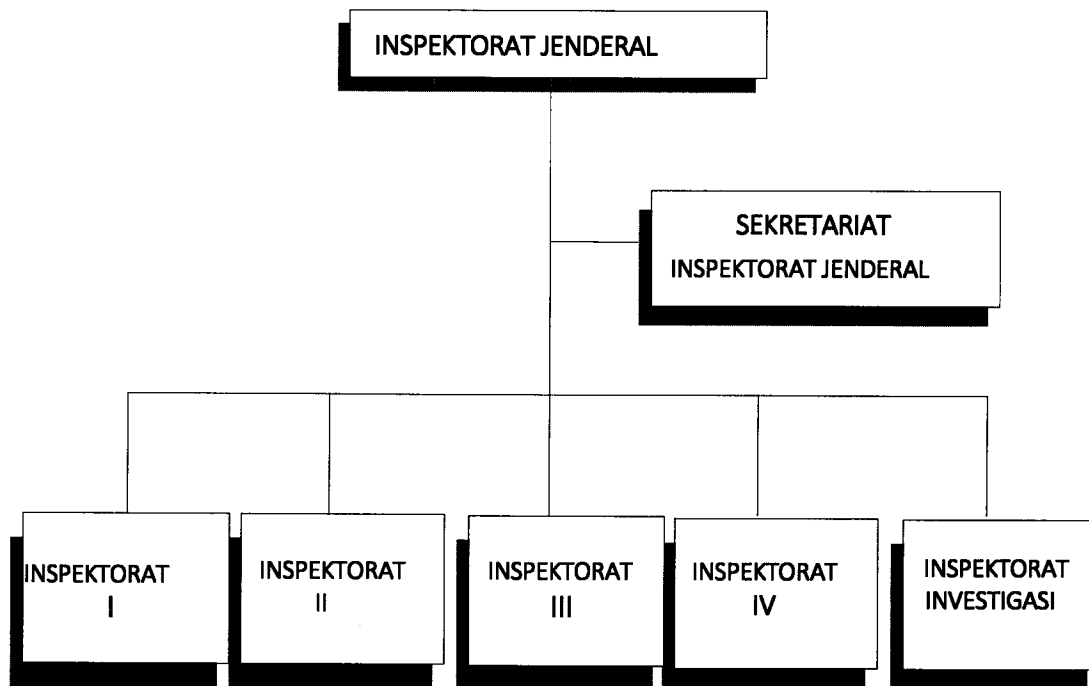 INSPEKTORAT JENDERAL
SEKRETARIAT
INSPEKTORAT JENDERAL
INSPEKTORAT
I
INSPEKTORAT
II
INSPEKTORAT
III
INSPEKTORAT
IV
INSPEKTORAT
INVESTIGASI